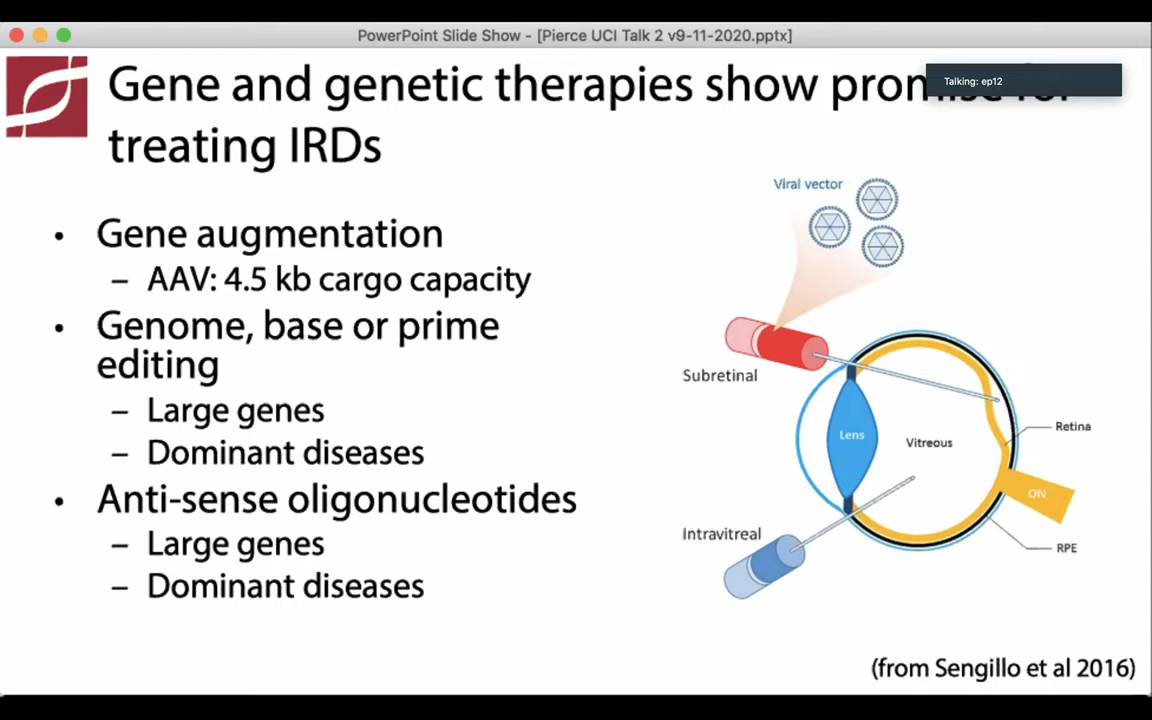 PowerPoint Slide Show - [Pierce UCI Talk 2 v9-11-2020.pptx]
Talking: ep12
Gene and genetic therapies show
treating IRDs
• Gene augmentation
– AAV: 4.5 kb cargo capacity
• Genome, base or prime
editing
– Large genes
– Dominant diseases
• Anti-sense oligonucleotides
– Large genes
– Dominant diseases
Viral vector
Subretinal
Lens
Vitreous
Retina
ON
Intravitreal
RPE
(from Sengillo et al 2016)